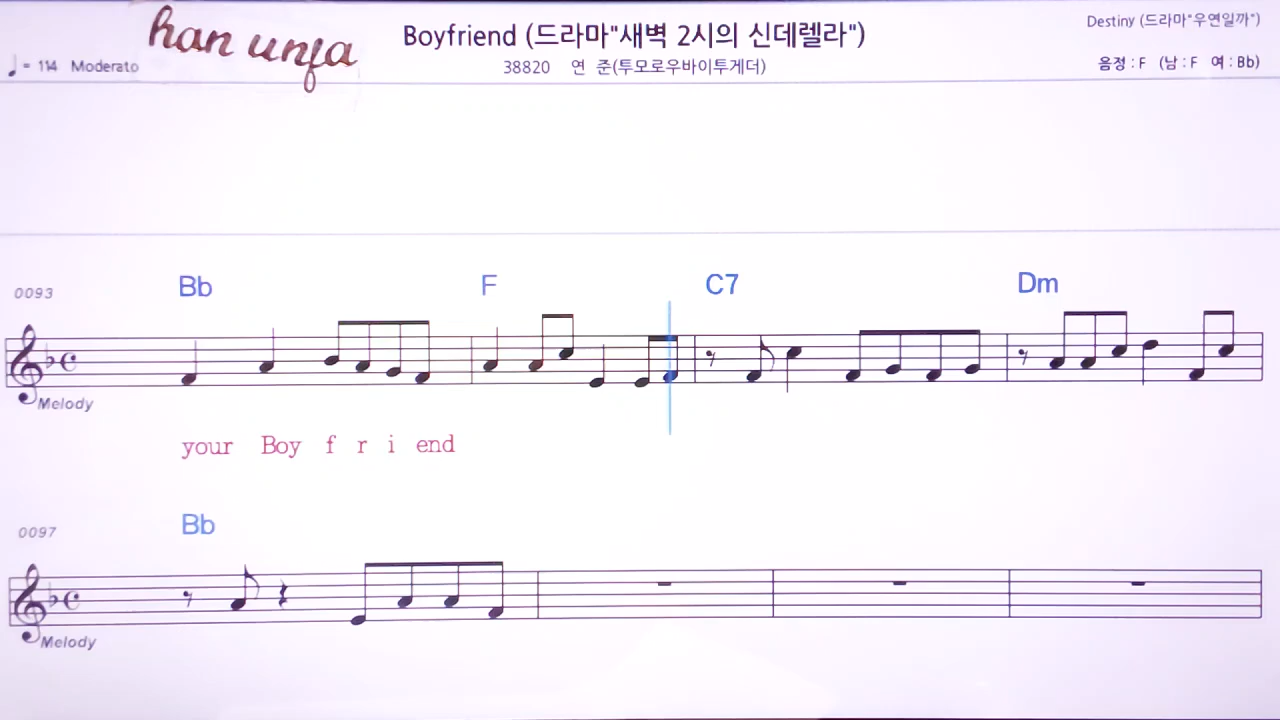 han unja
Boyfriend (드라마"새벽 2시의 신데렐라")
Destiny (드라마"우연일까")
♩ = 114 Moderato
38820 연 준(투모로우바이투게더)
음정 : F (남 : F 여 : Bb)
Bb F C7 Dm
0093
Melody
your Boy f r i end
Bb
0097
Melody